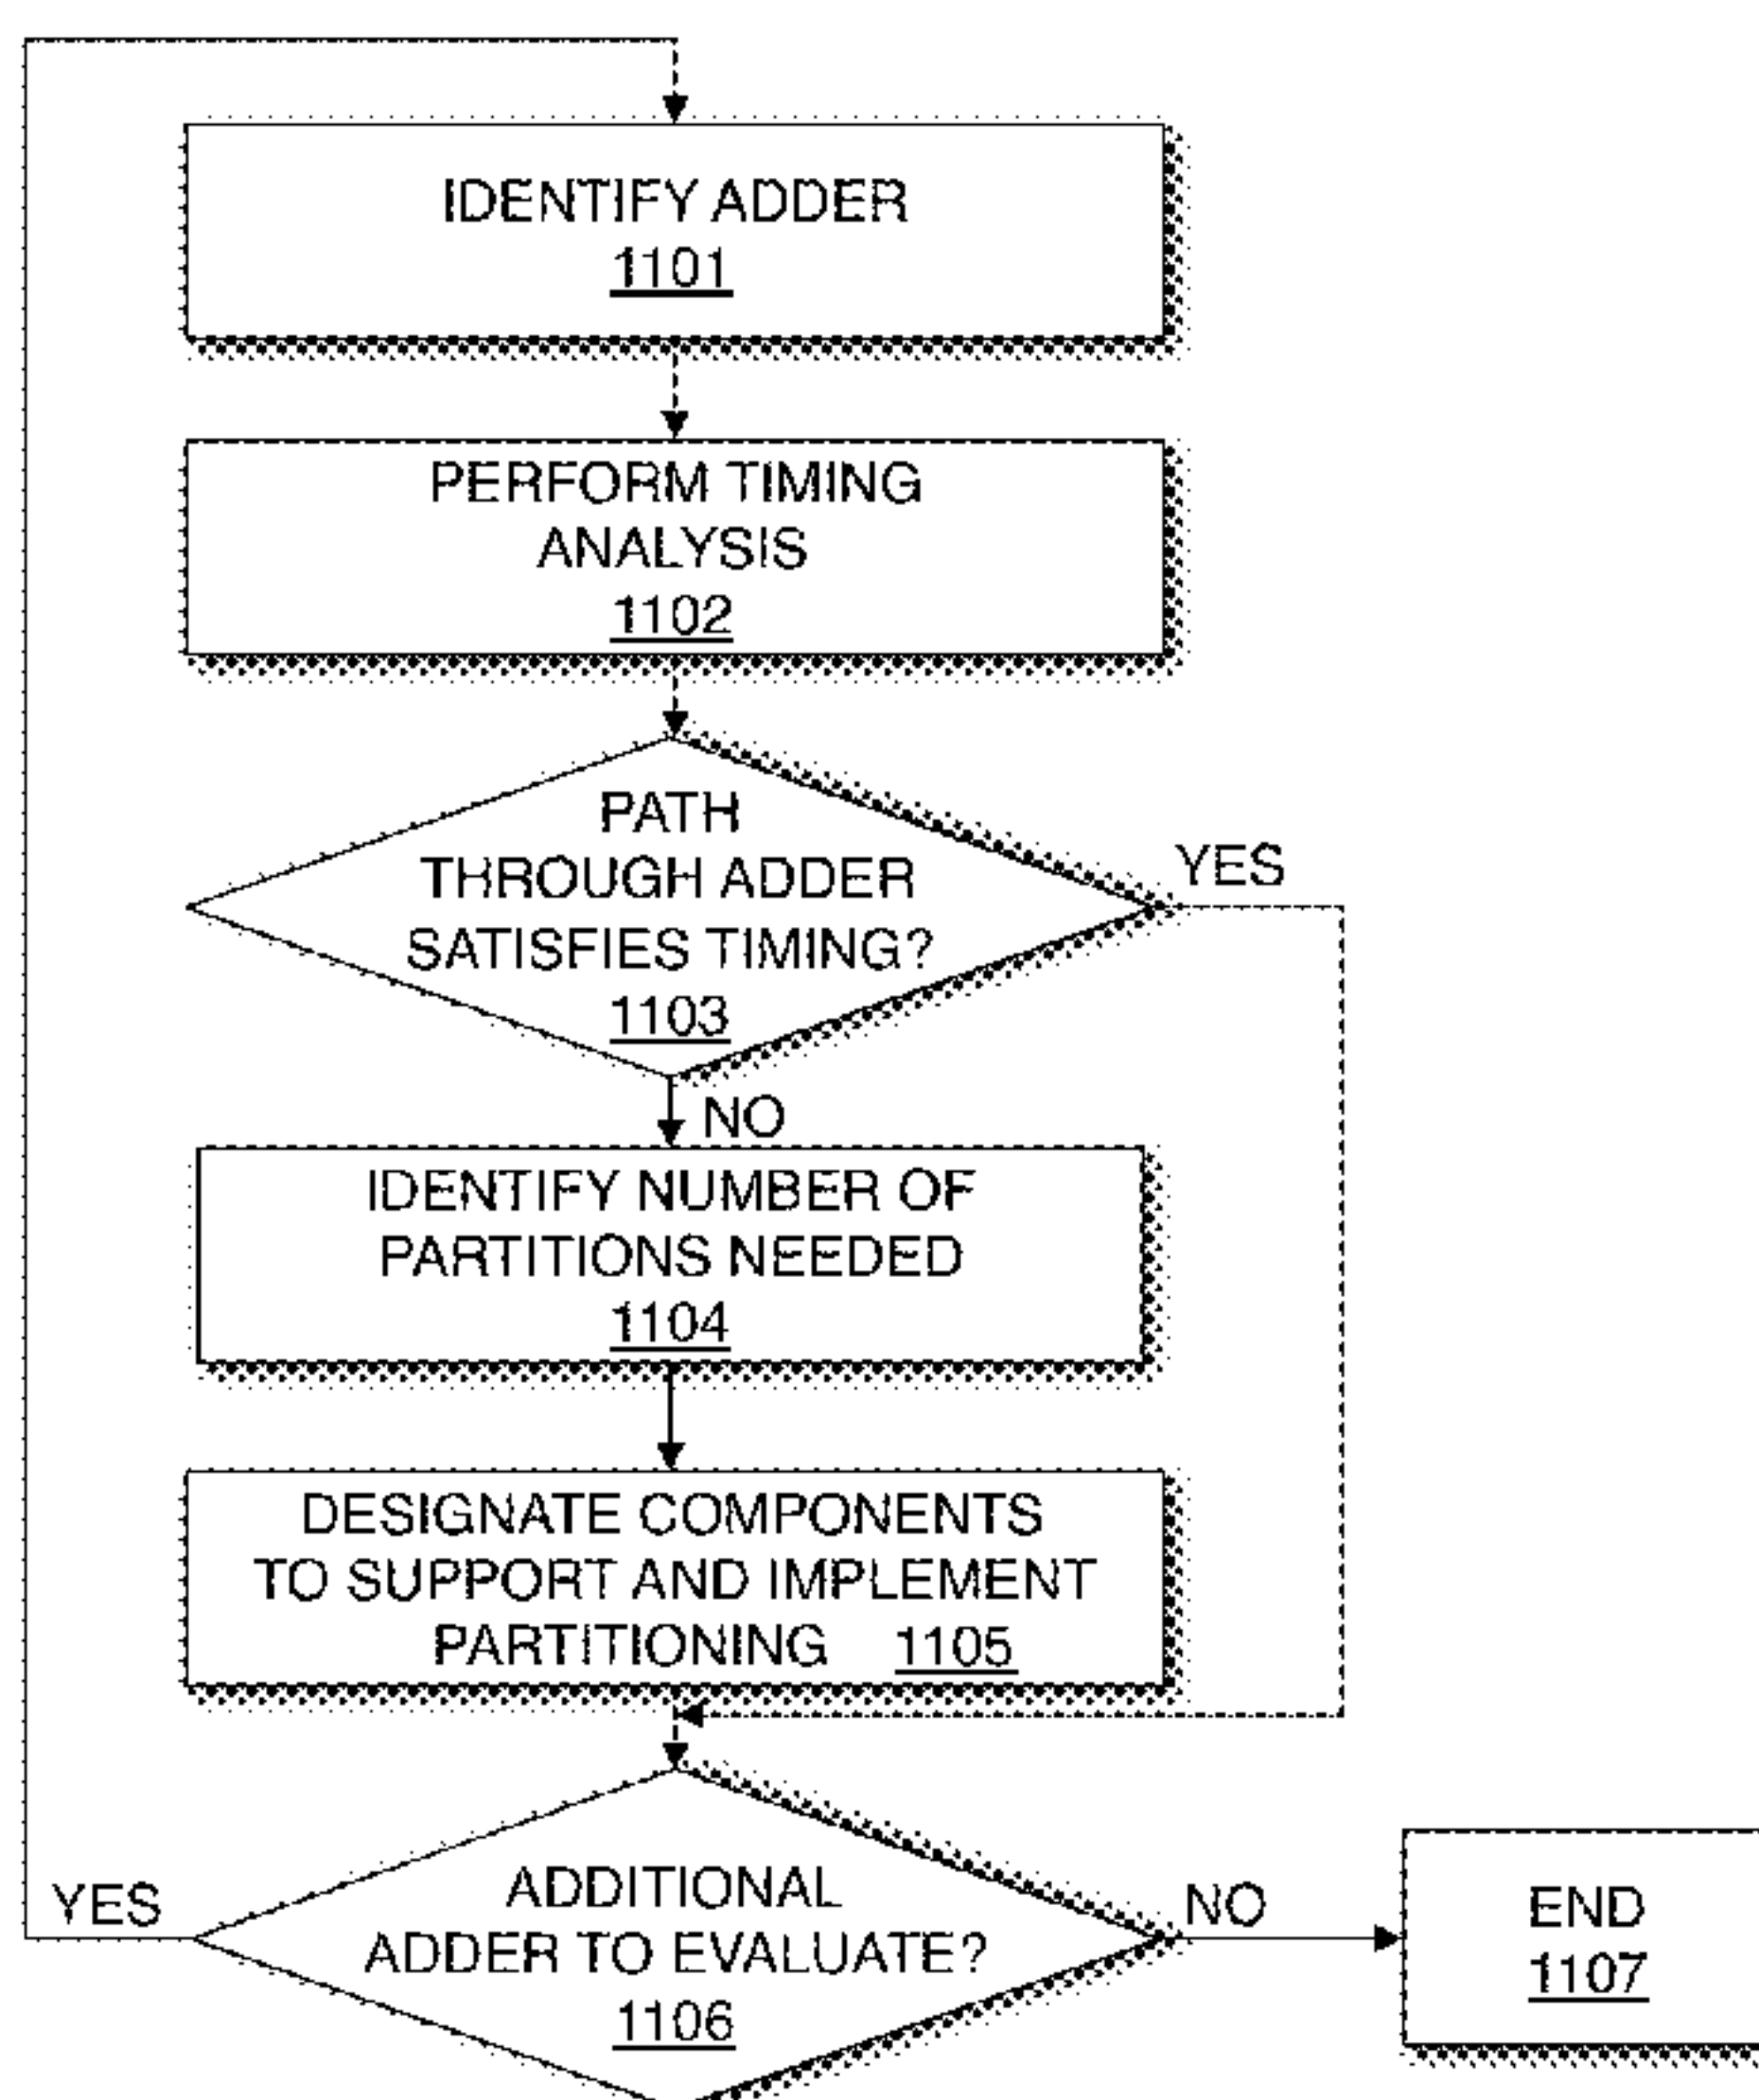 IDENTIFY ADDER
1101
PERFORM TIMING
ANALYSIS
1102
PATH
THROUGH ADDER
SATISFIES TIMING?
1103
YES
NO
IDENTIFY NUMBER OF
PARTITIONS NEEDED
1104
DESIGNATE COMPONENTS
TO SUPPORT AND IMPLEMENT
PARTITIONING 1105
YES
ADDITIONAL
ADDER TO EVALUATE?
1106
NO
END
1107